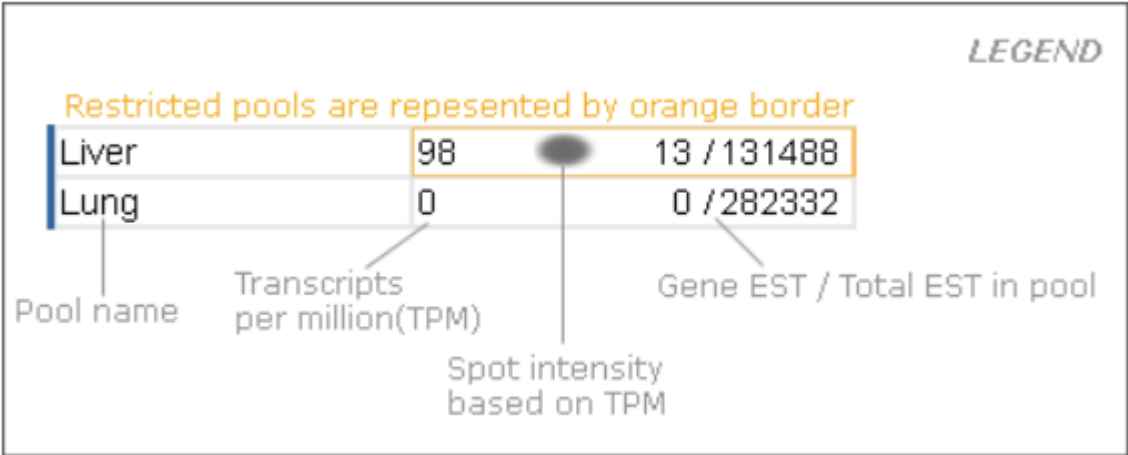 LEGEND
Restricted pools are repesented by orange border
Liver 98 13 / 131488
Lung 0 0 / 282332
Pool name
Transcripts
per million(TPM)
Gene EST / Total EST in pool
Spot intensity
based on TPM